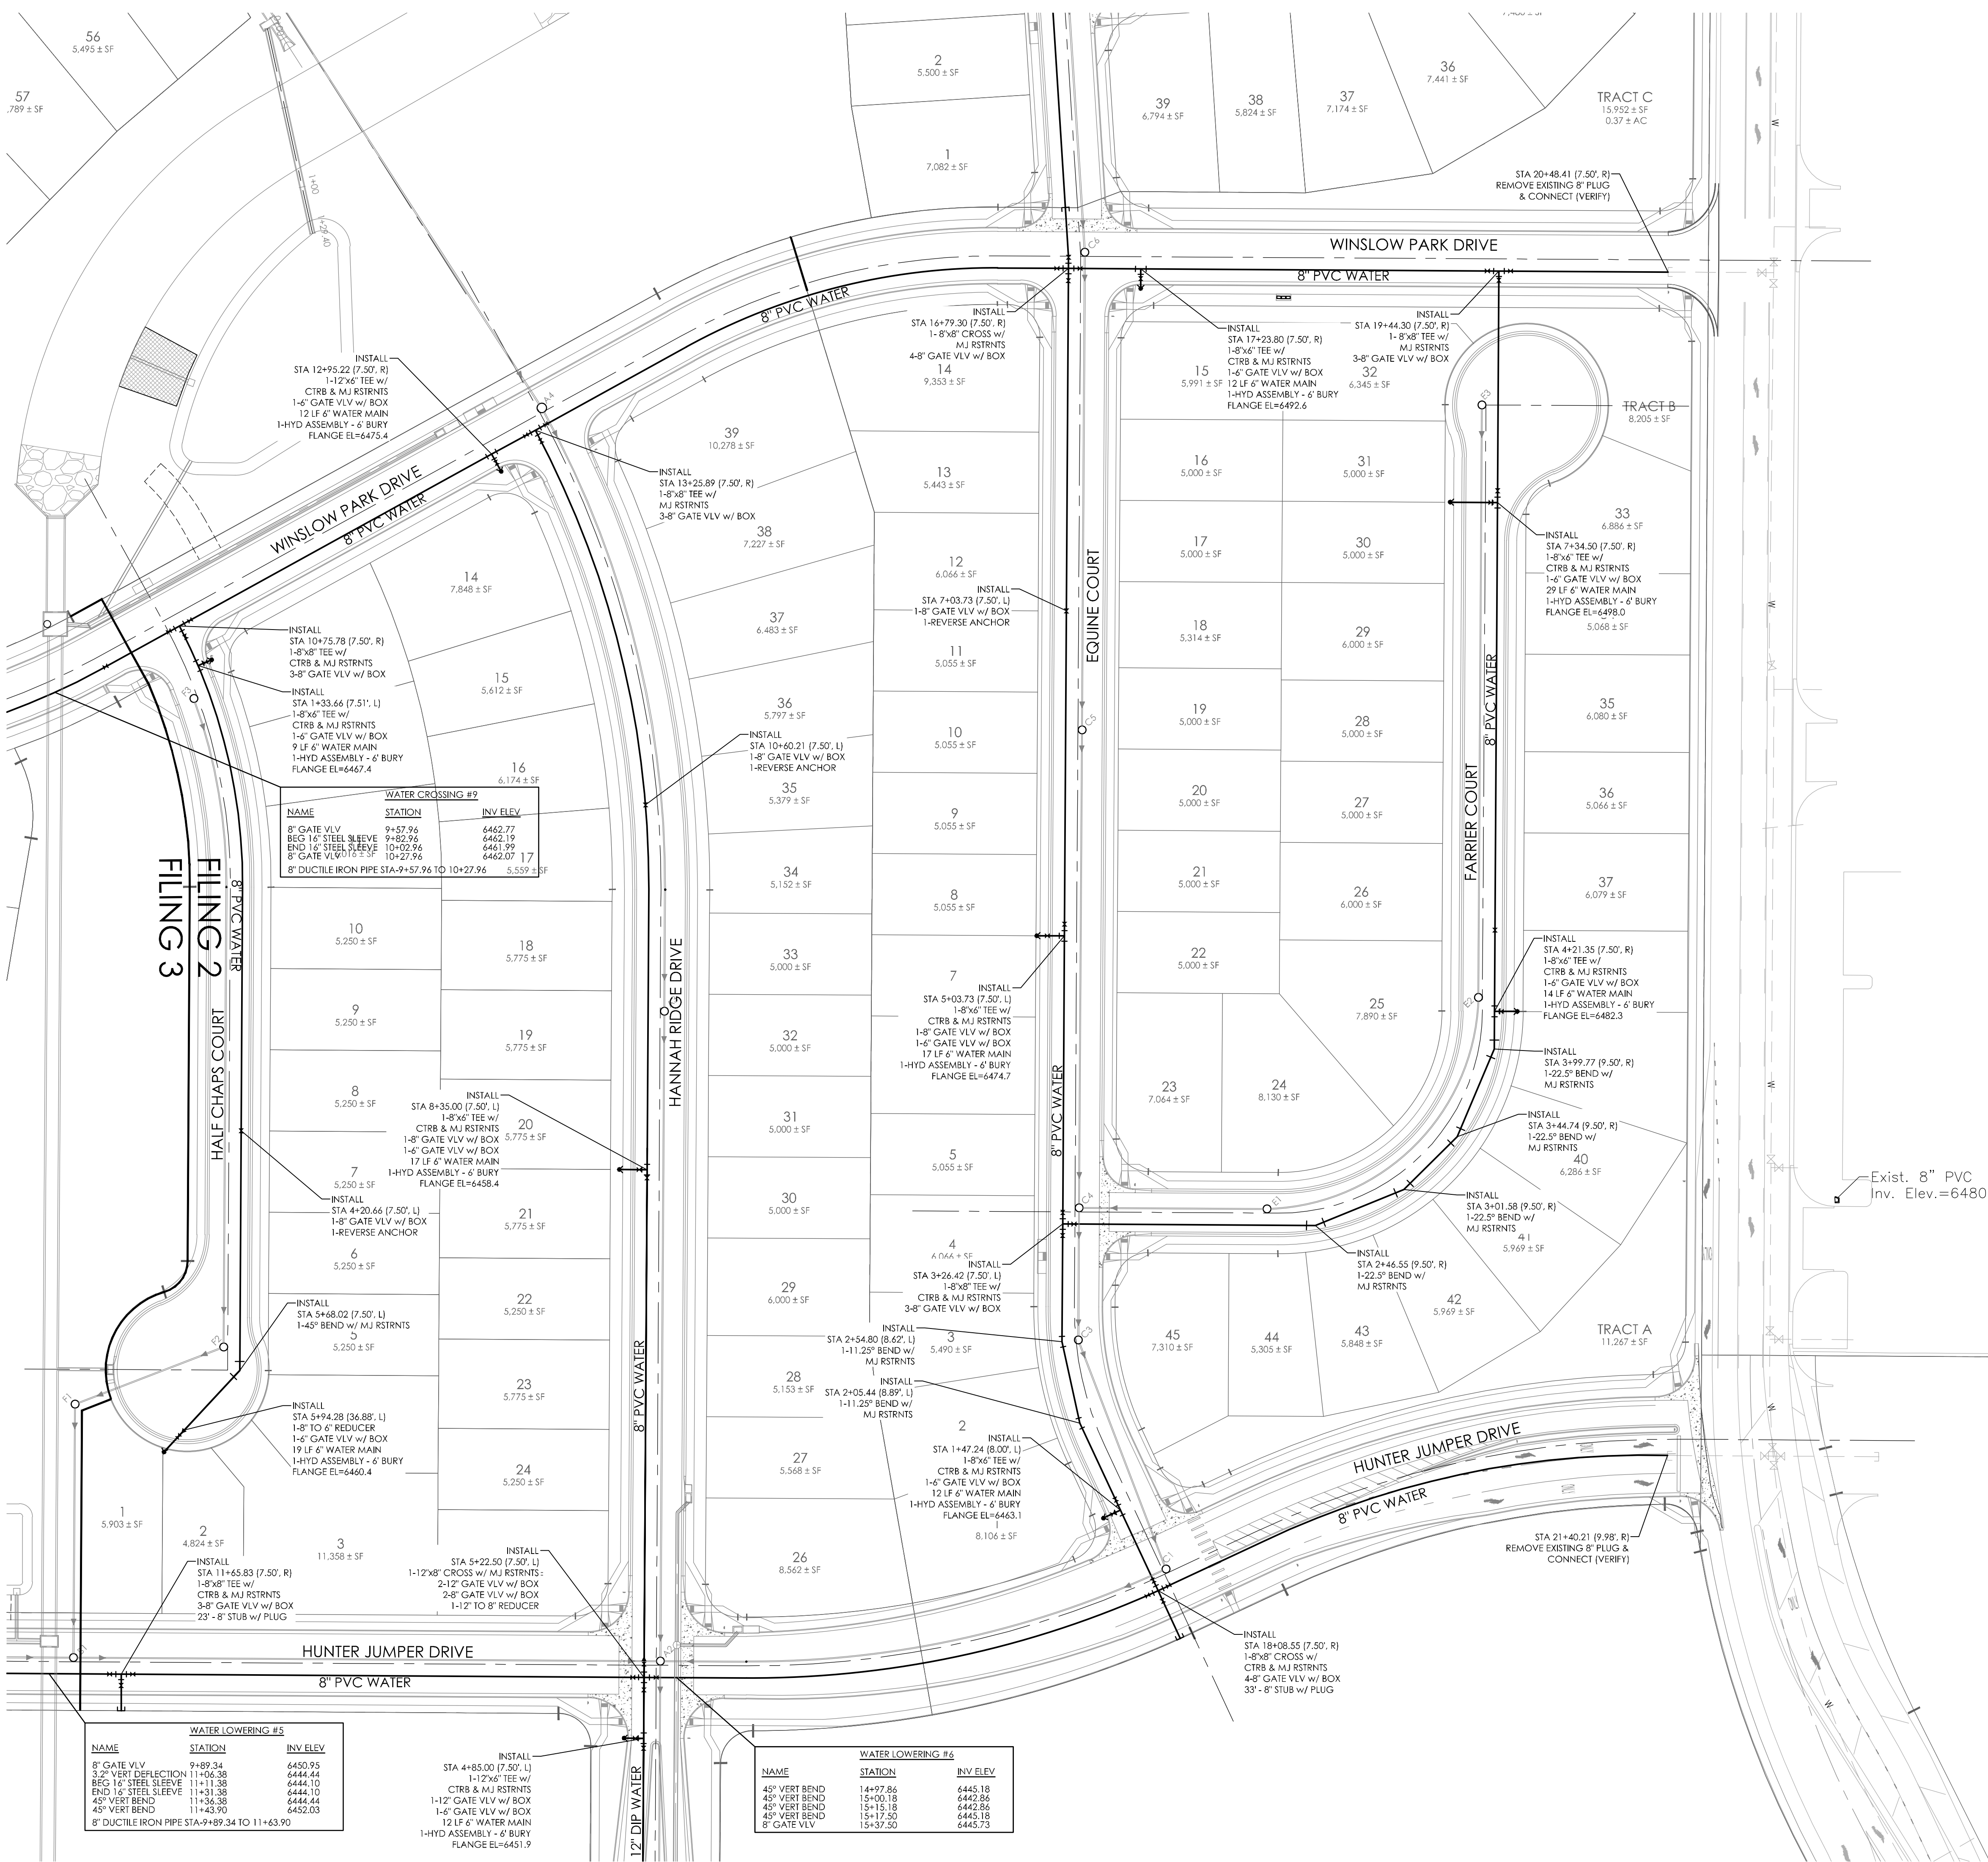 56
5,495 ± SF
57
,789 ± SF
2
5,500 ± SF
1
7,082 ± SF
39
6,794 ± SF
38
5,824 ± SF
37
7,174 ± SF
36
7,441 ± SF
TRACT C
15,952 ± SF
0.37 ± AC
STA 20+48.41 (7.50', R)
REMOVE EXISTING 8" PLUG
& CONNECT (VERIFY)
1+00
1+29.40
WINSLOW PARK DRIVE
8" PVC WATER
8" PVC WATER
C6
INSTALL
STA 16+79.30 (7.50', R)
1- 8"x8" CROSS w/
MJ RSTRNTS
4-8" GATE VLV w/ BOX
14
9,353 ± SF
INSTALL
STA 17+23.80 (7.50', R)
1-8"x6" TEE w/
CTRB & MJ RSTRNTS
1-6" GATE VLV w/ BOX
12 LF 6" WATER MAIN
1-HYD ASSEMBLY - 6' BURY
FLANGE EL=6492.6
15
5,991 ± SF
INSTALL
STA 19+44.30 (7.50', R)
1- 8"x8" TEE w/
MJ RSTRNTS
3-8" GATE VLV w/ BOX
32
6,345 ± SF
E3
TRACT B
8,205 ± SF
INSTALL
STA 12+95.22 (7.50', R)
1-12"x6" TEE w/
CTRB & MJ RSTRNTS
1-6" GATE VLV w/ BOX
12 LF 6" WATER MAIN
1-HYD ASSEMBLY - 6' BURY
FLANGE EL=6475.4
A4
WINSLOW PARK DRIVE
8" PVC WATER
39
10,278 ± SF
INSTALL
STA 13+25.89 (7.50', R)
1-8"x8" TEE w/
MJ RSTRNTS
3-8" GATE VLV w/ BOX
38
7,227 ± SF
13
5,443 ± SF
12
6,066 ± SF
INSTALL
STA 7+03.73 (7.50', L)
1-8" GATE VLV w/ BOX
1-REVERSE ANCHOR
16
5,000 ± SF
31
5,000 ± SF
17
5,000 ± SF
30
5,000 ± SF
33
6,886 ± SF
INSTALL
STA 7+34.50 (7.50', R)
1-8"x6" TEE w/
CTRB & MJ RSTRNTS
1-6" GATE VLV w/ BOX
29 LF 6" WATER MAIN
1-HYD ASSEMBLY - 6' BURY
FLANGE EL=6498.0
5,068 ± SF
14
7,848 ± SF
37
6,483 ± SF
11
5,055 ± SF
EQUINE COURT
18
5,314 ± SF
29
6,000 ± SF
INSTALL
STA 10+75.78 (7.50', R)
1-8"x8" TEE w/
CTRB & MJ RSTRNTS
3-8" GATE VLV w/ BOX
INSTALL
STA 1+33.66 (7.51', L)
1-8"x6" TEE w/
CTRB & MJ RSTRNTS
1-6" GATE VLV w/ BOX
9 LF 6" WATER MAIN
1-HYD ASSEMBLY - 6' BURY
FLANGE EL=6467.4
F3
15
5,612 ± SF
36
5,797 ± SF
INSTALL
STA 10+60.21 (7.50', L)
1-8" GATE VLV w/ BOX
1-REVERSE ANCHOR
10
5,055 ± SF
C5
19
5,000 ± SF
28
5,000 ± SF
8" PVC WATER
35
6,080 ± SF
16
6,174 ± SF
35
5,379 ± SF
9
5,055 ± SF
20
5,000 ± SF
27
5,000 ± SF
FARRIER COURT
36
5,066 ± SF
WATER CROSSING #9
NAME STATION INV ELEV
8" GATE VLV 9+57.96 6462.77
BEG 16" STEEL SLEEVE 9+82.96 6462.19
END 16" STEEL SLEEVE 10+02.96 6461.99
8" GATE VLV 10+27.96 6462.07
8" DUCTILE IRON PIPE STA-9+57.96 TO 10+27.96
17
5,559 ± SF
34
5,152 ± SF
8
5,055 ± SF
21
5,000 ± SF
26
6,000 ± SF
37
6,079 ± SF
FILING 3
FILING 2
8" PVC WATER
HALF CHAPS COURT
10
5,250 ± SF
18
5,775 ± SF
33
5,000 ± SF
7
INSTALL
STA 5+03.73 (7.50', L)
1-8"x6" TEE w/
CTRB & MJ RSTRNTS
1-8" GATE VLV w/ BOX
1-6" GATE VLV w/ BOX
17 LF 6" WATER MAIN
1-HYD ASSEMBLY - 6' BURY
FLANGE EL=6474.7
22
5,000 ± SF
25
7,890 ± SF
E2
INSTALL
STA 4+21.35 (7.50', R)
1-8"x6" TEE w/
CTRB & MJ RSTRNTS
1-6" GATE VLV w/ BOX
14 LF 6" WATER MAIN
1-HYD ASSEMBLY - 6' BURY
FLANGE EL=6482.3
INSTALL
STA 3+99.77 (9.50', R)
1-22.5° BEND w/
MJ RSTRNTS
9
5,250 ± SF
19
5,775 ± SF
HANNAH RIDGE DRIVE
32
5,000 ± SF
8" PVC WATER
23
7,064 ± SF
24
8,130 ± SF
INSTALL
STA 3+44.74 (9.50', R)
1-22.5° BEND w/
MJ RSTRNTS
40
6,286 ± SF
8
5,250 ± SF
INSTALL
STA 8+35.00 (7.50', L)
1-8"x6" TEE w/
CTRB & MJ RSTRNTS
1-8" GATE VLV w/ BOX
1-6" GATE VLV w/ BOX
17 LF 6" WATER MAIN
1-HYD ASSEMBLY - 6' BURY
FLANGE EL=6458.4
20
5,775 ± SF
31
5,000 ± SF
5
5,055 ± SF
7
5,250 ± SF
INSTALL
STA 4+20.66 (7.50', L)
1-8" GATE VLV w/ BOX
1-REVERSE ANCHOR
21
5,775 ± SF
30
5,000 ± SF
C4
E1
INSTALL
STA 3+01.58 (9.50', R)
1-22.5° BEND w/
MJ RSTRNTS
41
5,969 ± SF
Exist. 8" PVC
Inv. Elev.=6480
6
5,250 ± SF
4
6,066 ± SF
INSTALL
STA 3+26.42 (7.50', L)
1-8"x8" TEE w/
CTRB & MJ RSTRNTS
3-8" GATE VLV w/ BOX
INSTALL
STA 2+46.55 (9.50', R)
1-22.5° BEND w/
MJ RSTRNTS
INSTALL
STA 5+68.02 (7.50', L)
1-45° BEND w/ MJ RSTRNTS
5
5,250 ± SF
22
5,250 ± SF
29
6,000 ± SF
42
5,969 ± SF
INSTALL
STA 2+54.80 (8.62', L)
1-11.25° BEND w/
MJ RSTRNTS
3
5,490 ± SF
C3
45
7,310 ± SF
44
5,305 ± SF
43
5,848 ± SF
TRACT A
11,267 ± SF
F2
F1
23
5,775 ± SF
8" PVC WATER
28
5,153 ± SF
INSTALL
STA 2+05.44 (8.89', L)
1-11.25° BEND w/
MJ RSTRNTS
INSTALL
STA 5+94.28 (36.88', L)
1-8" TO 6" REDUCER
1-6" GATE VLV w/ BOX
19 LF 6" WATER MAIN
1-HYD ASSEMBLY - 6' BURY
FLANGE EL=6460.4
24
5,250 ± SF
27
5,568 ± SF
2
INSTALL
STA 1+47.24 (8.00', L)
1-8"x6" TEE w/
CTRB & MJ RSTRNTS
1-6" GATE VLV w/ BOX
12 LF 6" WATER MAIN
1-HYD ASSEMBLY - 6' BURY
FLANGE EL=6463.1
1
8,106 ± SF
HUNTER JUMPER DRIVE
8" PVC WATER
1
5,903 ± SF
2
4,824 ± SF
3
11,358 ± SF
INSTALL
STA 11+65.83 (7.50', R)
1-8"x8" TEE w/
CTRB & MJ RSTRNTS
3-8" GATE VLV w/ BOX
23' - 8" STUB w/ PLUG
INSTALL
STA 5+22.50 (7.50', L)
1-12"x8" CROSS w/ MJ RSTRNTS
2-12" GATE VLV w/ BOX
2-8" GATE VLV w/ BOX
1-12" TO 8" REDUCER
26
8,562 ± SF
C1
STA 21+40.21 (9.98', R)
REMOVE EXISTING 8" PLUG &
CONNECT (VERIFY)
HUNTER JUMPER DRIVE
8" PVC WATER
A2
INSTALL
STA 18+08.55 (7.50', R)
1-8"x8" CROSS w/
CTRB & MJ RSTRNTS
4-8" GATE VLV w/ BOX
33' - 8" STUB w/ PLUG
WATER LOWERING #5
NAME STATION INV ELEV
8" GATE VLV 9+89.34 6450.95
3.2° VERT DEFLECTION 11+06.38 6444.44
BEG 16" STEEL SLEEVE 11+11.38 6444.10
END 16" STEEL SLEEVE 11+31.38 6444.10
45° VERT BEND 11+36.38 6444.44
45° VERT BEND 11+43.90 6452.03
8" DUCTILE IRON PIPE STA-9+89.34 TO 11+63.90
INSTALL
STA 4+85.00 (7.50', L)
1-12"x6" TEE w/
CTRB & MJ RSTRNTS
1-12" GATE VLV w/ BOX
1-6" GATE VLV w/ BOX
12 LF 6" WATER MAIN
1-HYD ASSEMBLY - 6' BURY
FLANGE EL=6451.9
12" DIP WATER
WATER LOWERING #6
NAME STATION INV ELEV
45° VERT BEND 14+97.86 6445.18
45° VERT BEND 15+00.18 6442.86
45° VERT BEND 15+15.18 6442.86
45° VERT BEND 15+17.50 6445.18
8" GATE VLV 15+37.50 6445.73
W
W
W
W
W
W